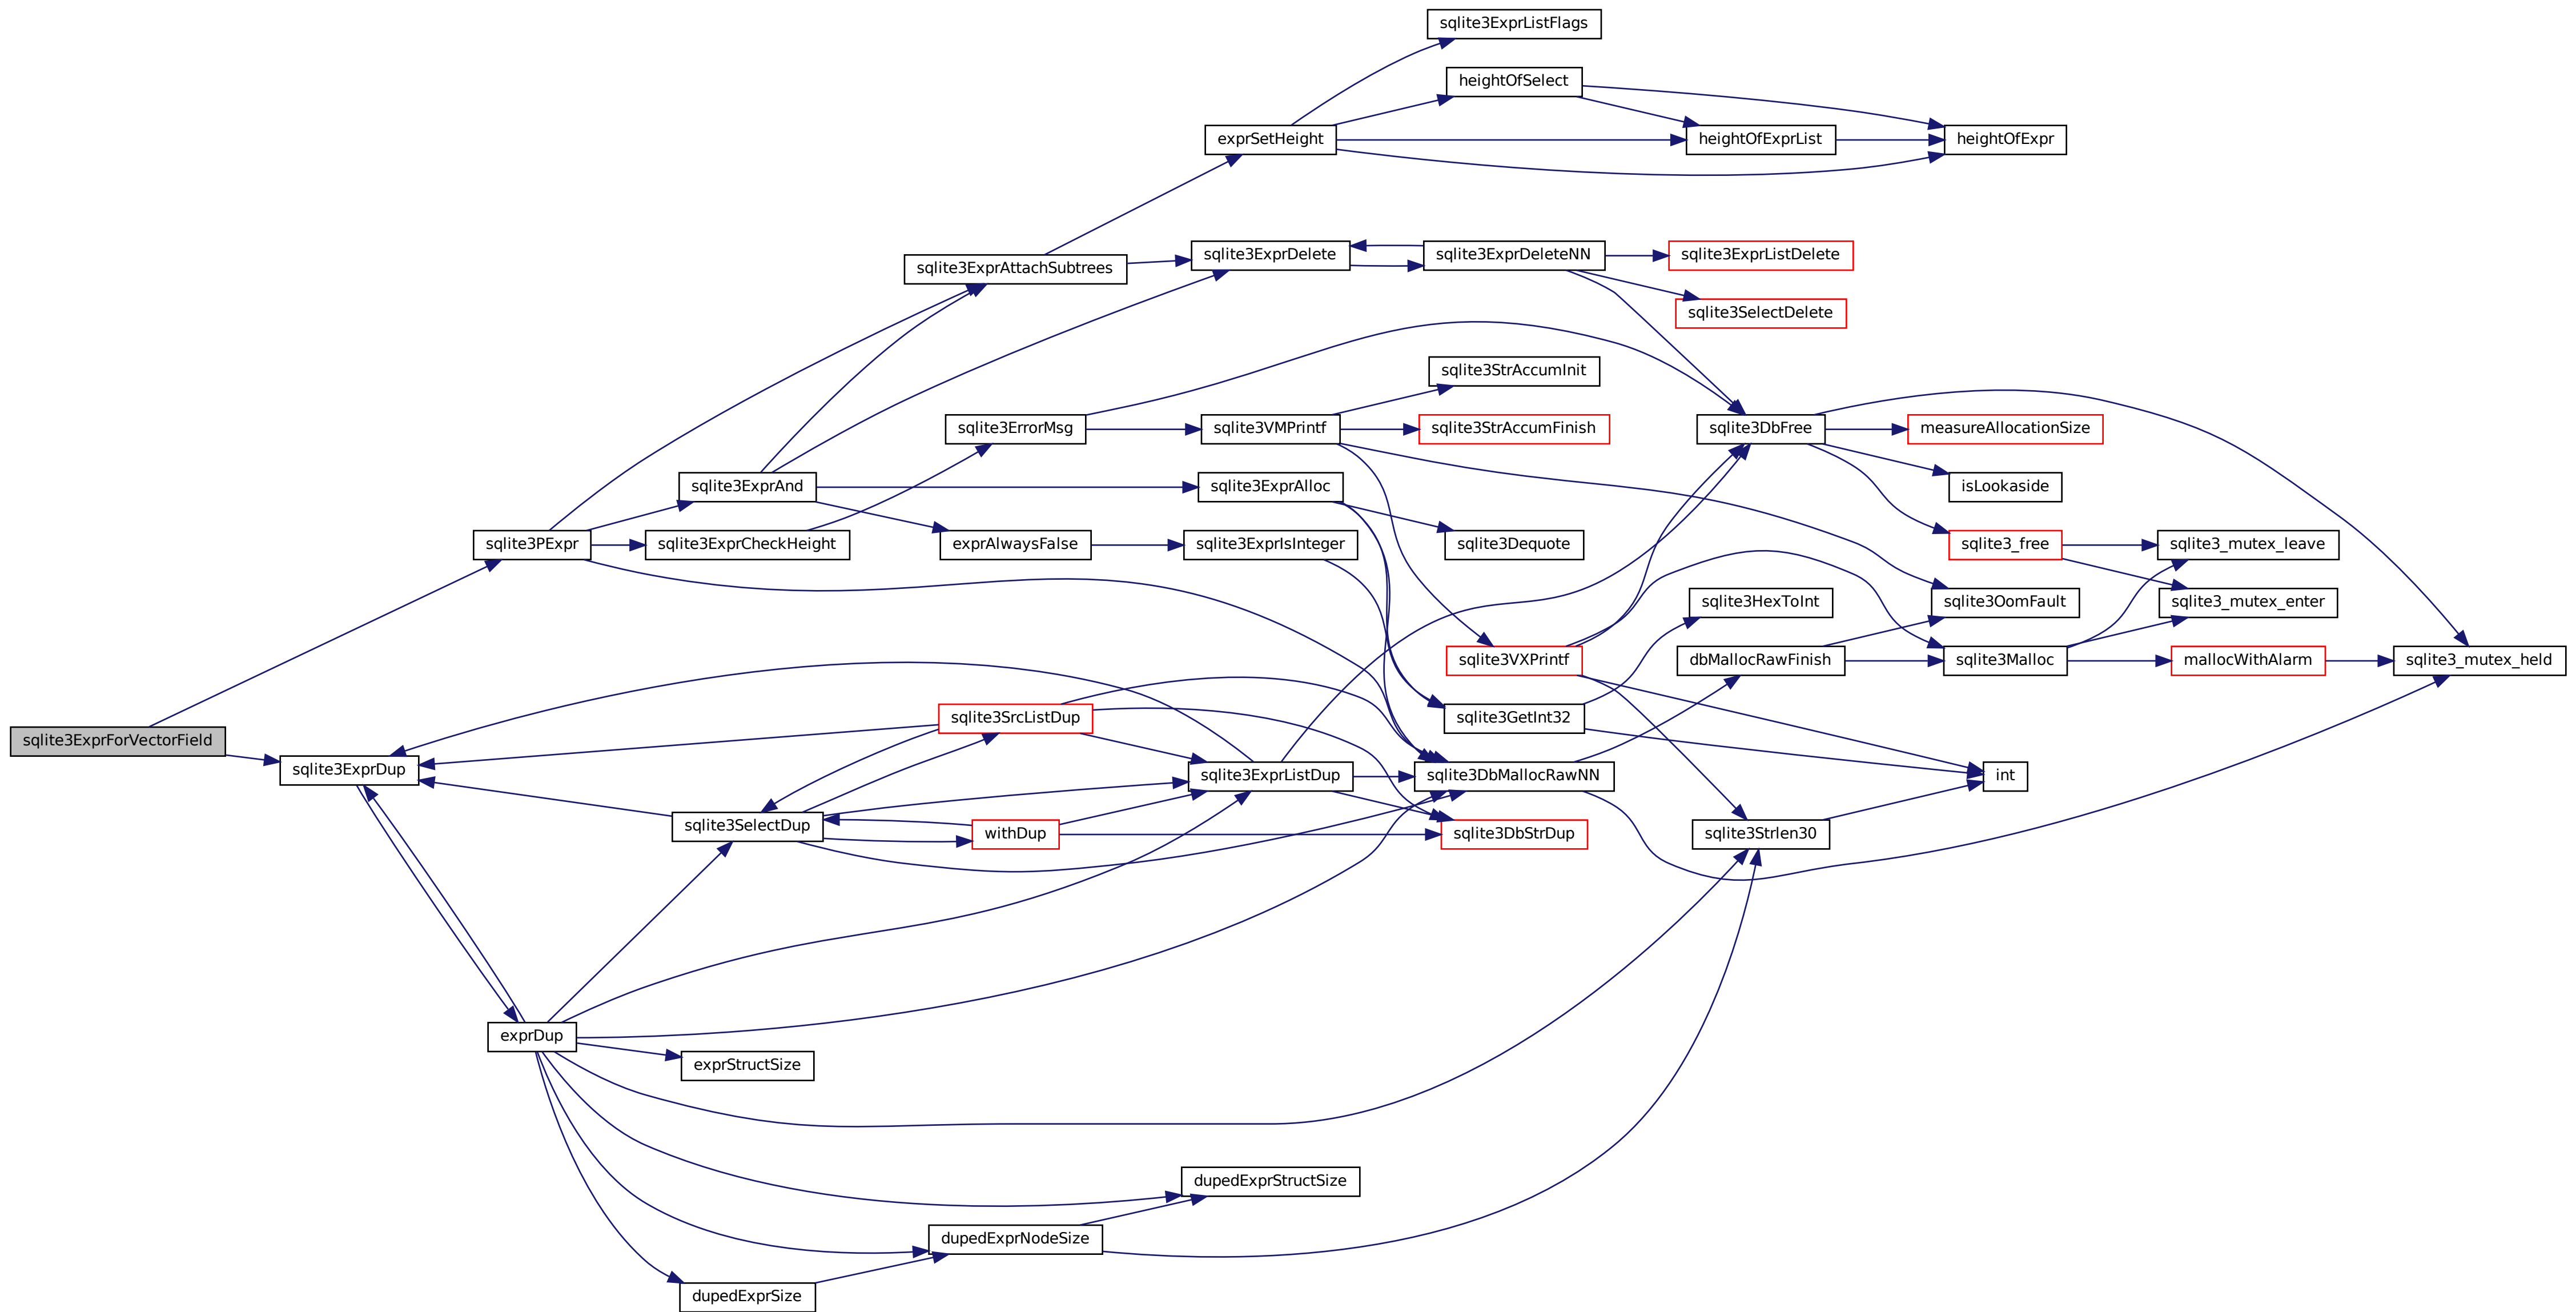 sqlite3ExprListFlags
heightOfSelect
exprSetHeight
heightOfExprList
heightOfExpr
sqlite3ExprAttachSubtrees
sqlite3ExprDelete
sqlite3ExprDeleteNN
sqlite3ExprListDelete
sqlite3SelectDelete
sqlite3StrAccumInit
sqlite3ErrorMsg
sqlite3VMPrintf
sqlite3StrAccumFinish
sqlite3DbFree
measureAllocationSize
sqlite3ExprAnd
sqlite3ExprAlloc
isLookaside
sqlite3PExpr
sqlite3ExprCheckHeight
exprAlwaysFalse
sqlite3ExprIsInteger
sqlite3Dequote
sqlite3_free
sqlite3_mutex_leave
sqlite3HexToInt
sqlite3OomFault
sqlite3_mutex_enter
sqlite3VXPrintf
dbMallocRawFinish
sqlite3Malloc
mallocWithAlarm
sqlite3_mutex_held
sqlite3SrcListDup
sqlite3GetInt32
sqlite3ExprForVectorField
sqlite3ExprDup
sqlite3ExprListDup
sqlite3DbMallocRawNN
int
sqlite3SelectDup
withDup
sqlite3DbStrDup
sqlite3Strlen30
exprDup
exprStructSize
dupedExprStructSize
dupedExprNodeSize
dupedExprSize